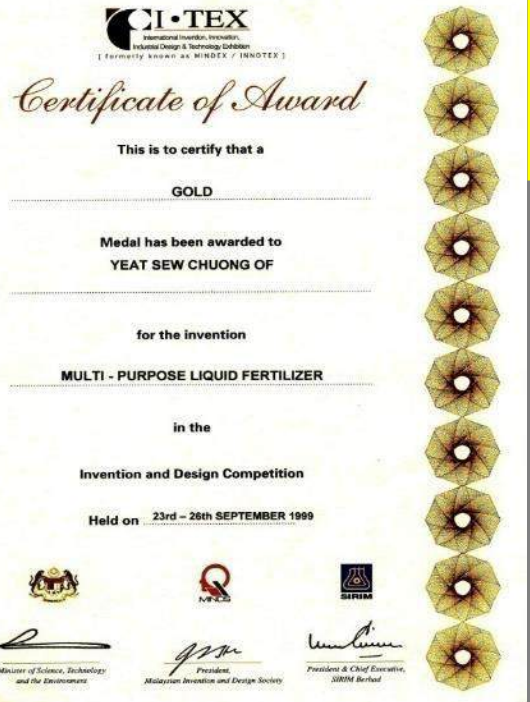 CI•TEX
International Invention, Innovation,
Industrial Design & Technology Exhibition
[ formerly known as MINDEX / INNOTEX ]
Certificate of Award
This is to certify that a
GOLD
Medal has been awarded to
YEAT SEW CHUONG OF
for the invention
MULTI - PURPOSE LIQUID FERTILIZER
in the
Invention and Design Competition
Held on 23rd – 26th SEPTEMBER 1999
MINDS
SIRIM
Minister of Science, Technology
and the Environment
President,
Malaysian Invention and Design Society
President & Chief Executive,
SIRIM Berhad